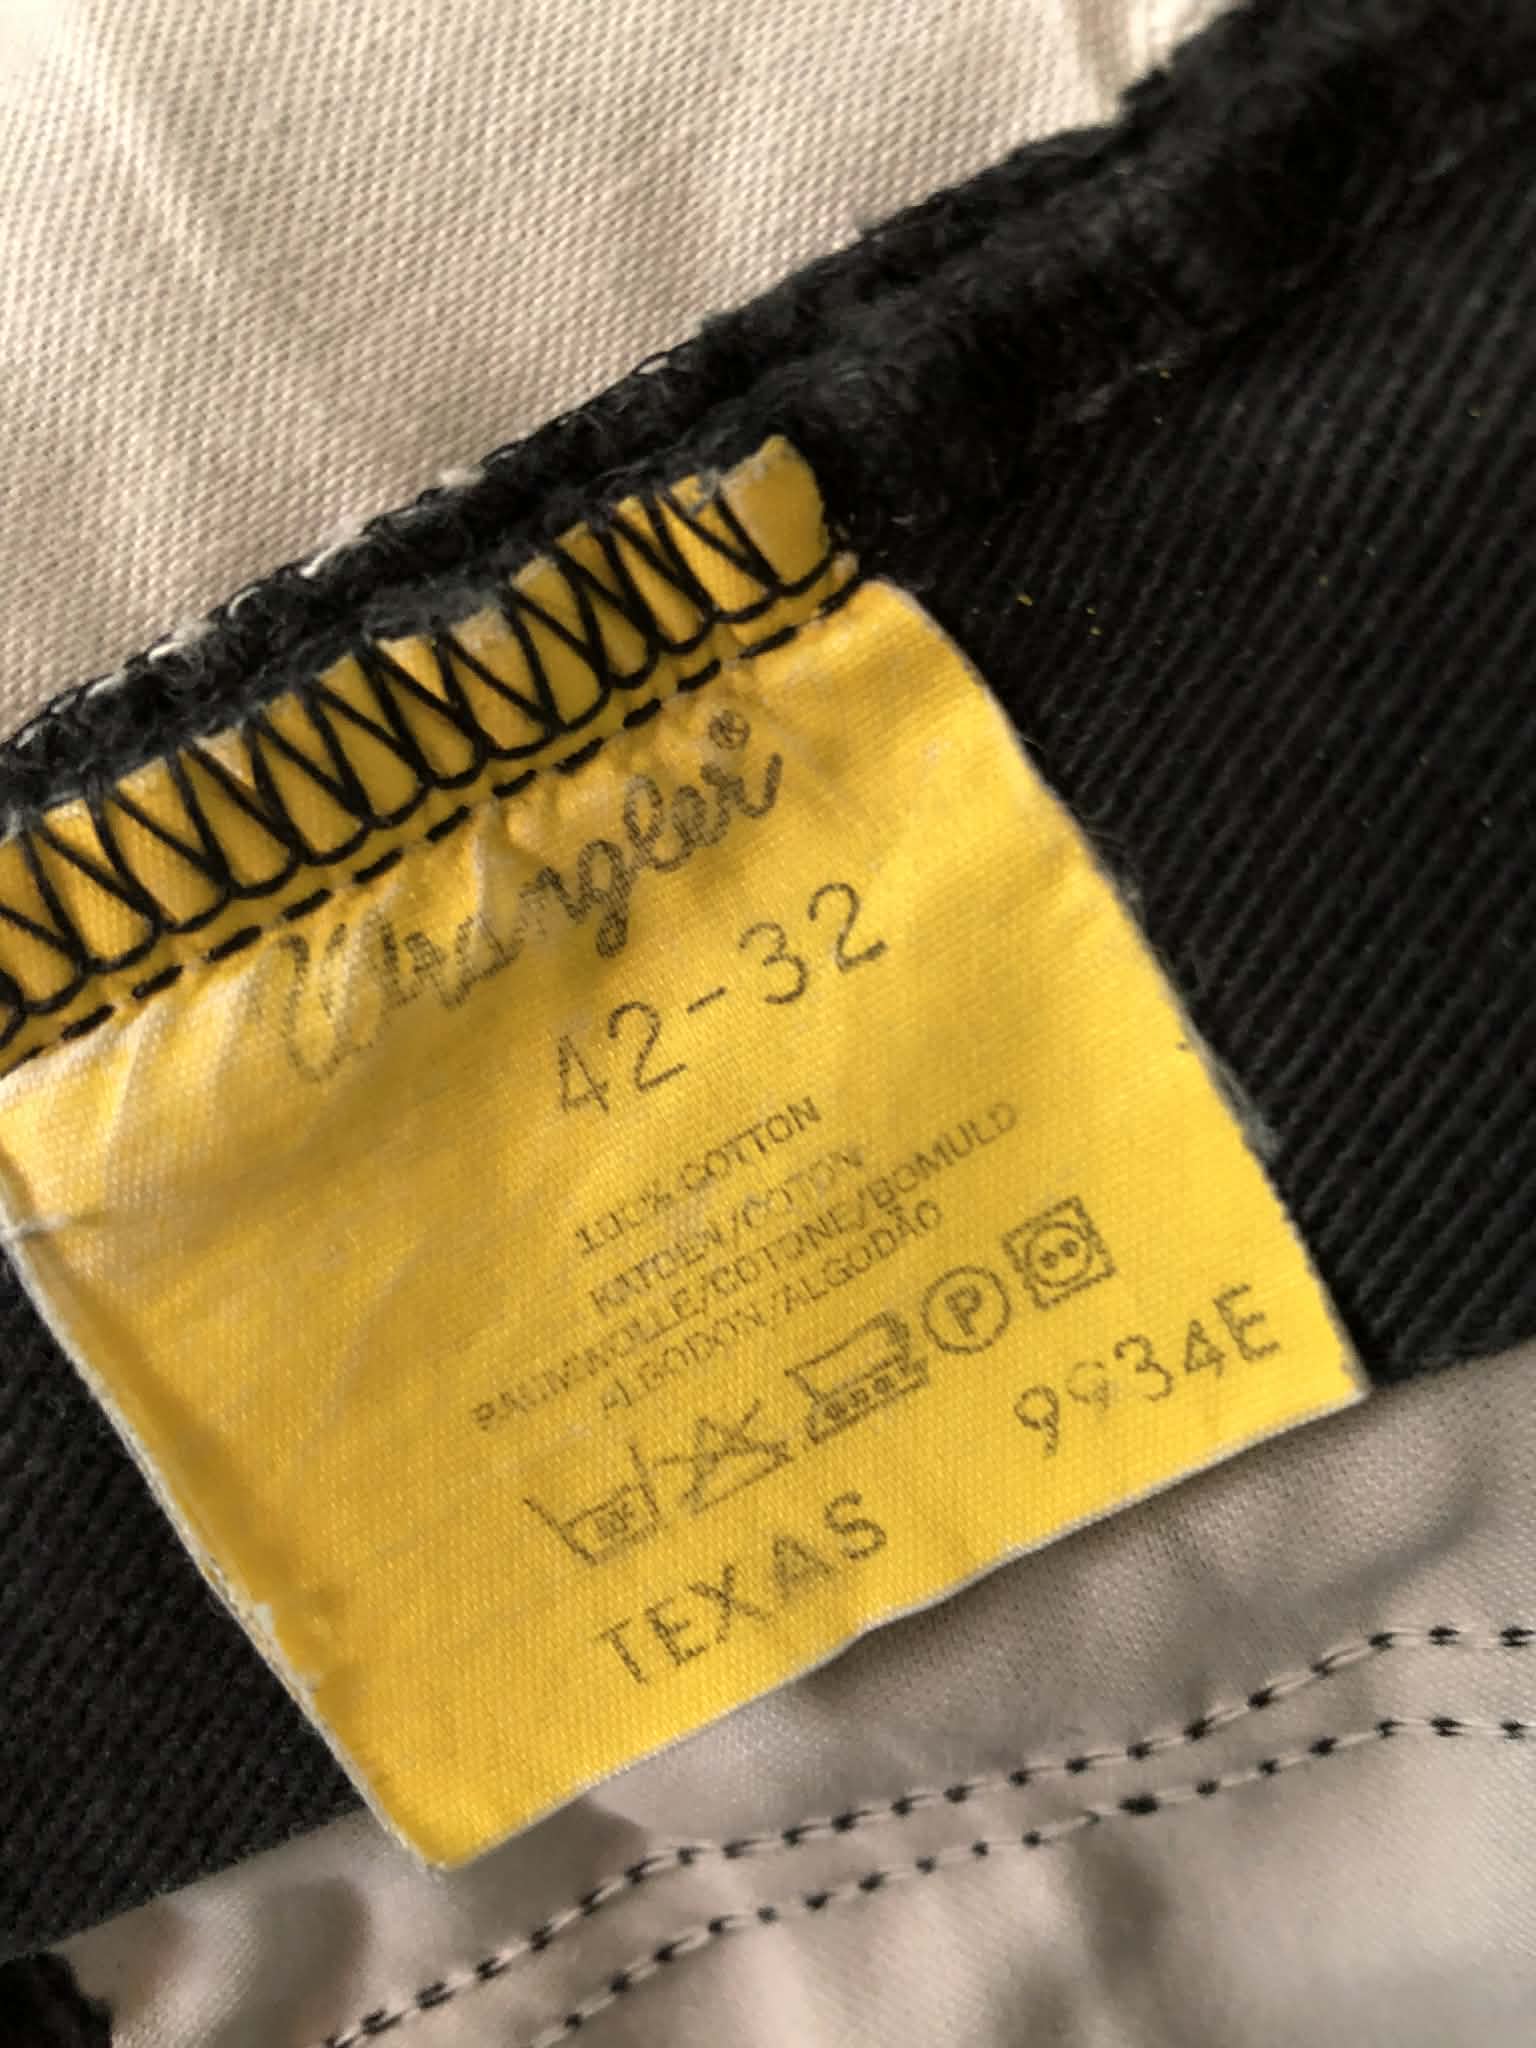 Wrangler®
42-32
100% COTTON
KATOEN/COTON
BAUMWOLLE/COTONE/BOMULD
ALGODON/ALGODÃO
P
9934E
TEXAS